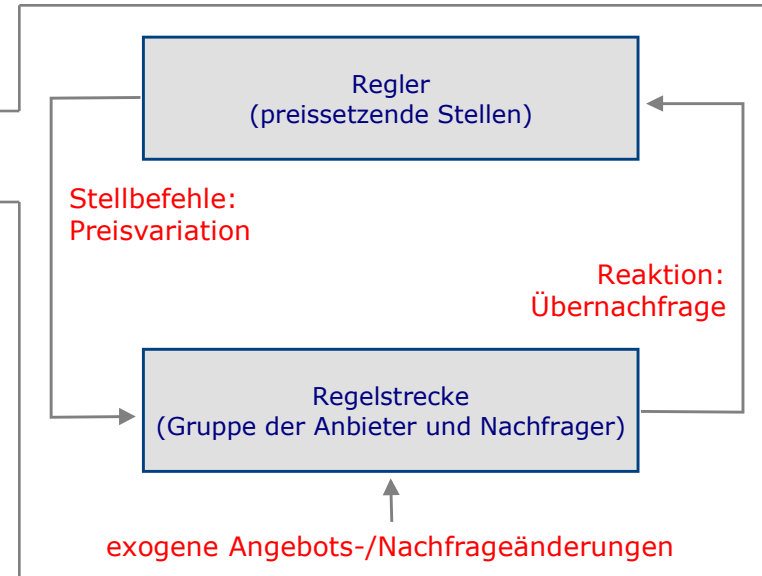 Regler
(preissetzende Stellen)
Stellbefehle:
Preisvariation
Reaktion:
Übernachfrage
Regelstrecke
(Gruppe der Anbieter und Nachfrager)
exogene Angebots-/Nachfrageänderungen